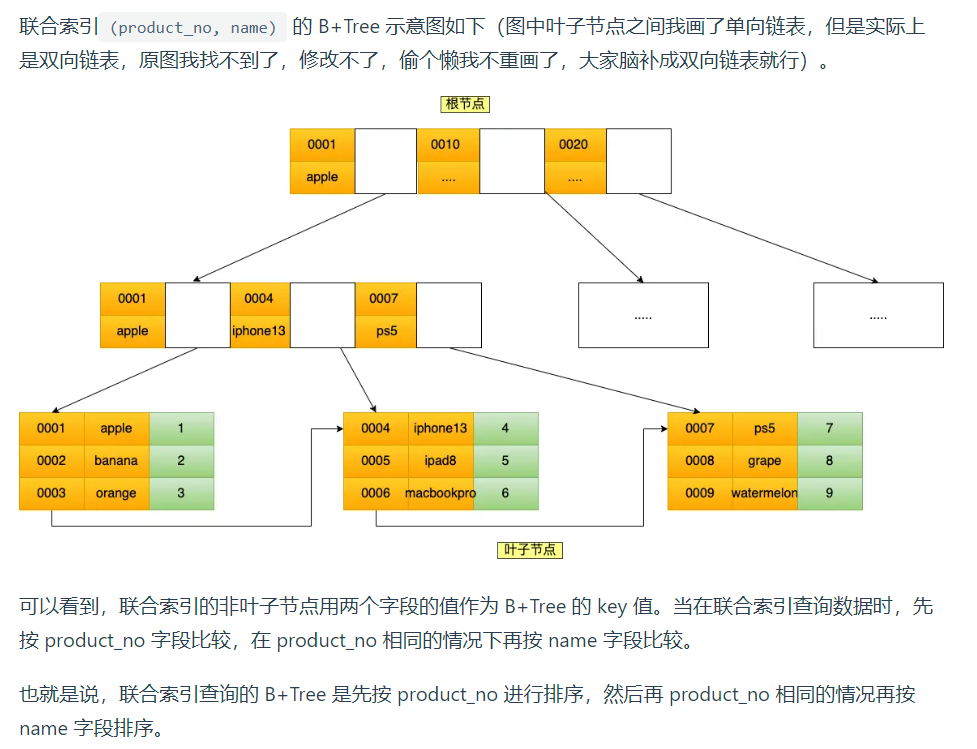 联合索引 (product_no, name) 的 B+Tree 示意图如下（图中叶子节点之间我画了单向链表，但是实际上
是双向链表，原图我找不到了，修改不了，偷个懒我不重画了，大家脑补成双向链表就行）。
根节点
0001 0010 0020
apple .... ....
0001 0004 0007
apple iphone13 ps5 ..... .....
0001 apple 1 0004 iphone13 4 0007 ps5 7
0002 banana 2 0005 ipad8 5 0008 grape 8
0003 orange 3 0006 macbookpro 6 0009 watermelon 9
叶子节点
可以看到，联合索引的非叶子节点用两个字段的值作为 B+Tree 的 key 值。当在联合索引查询数据时，先
按 product_no 字段比较，在 product_no 相同的情况下再按 name 字段比较。
也就是说，联合索引查询的 B+Tree 是先按 product_no 进行排序，然后再 product_no 相同的情况再按
name 字段排序。